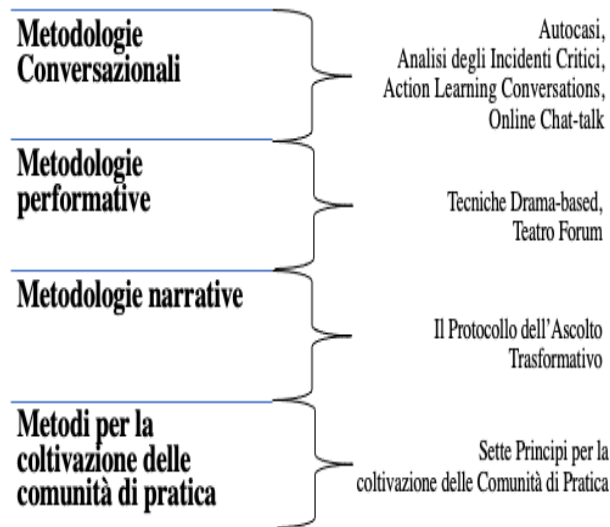 Metodologie
Conversazionali
Autocasi,
Analisi degli Incidenti Critici,
Action Learning Conversations,
Online Chat-talk
Metodologie
performative
Tecniche Drama-based,
Teatro Forum
Metodologie narrative
Il Protocollo dell'Ascolto
Trasformativo
Metodi per la
coltivazione delle
comunità di pratica
Sette Principi per la
coltivazione delle Comunità di Pratica